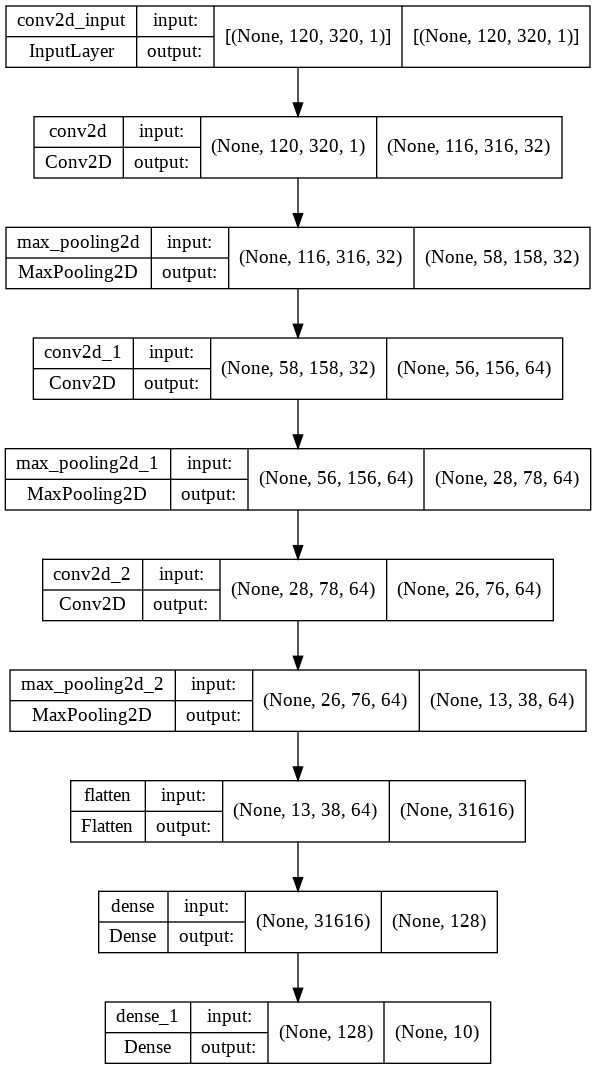 conv2d_input input: [(None, 120, 320, 1)] [(None, 120, 320, 1)]
InputLayer output:
conv2d input: (None, 120, 320, 1) (None, 116, 316, 32)
Conv2D output:
max_pooling2d input: (None, 116, 316, 32) (None, 58, 158, 32)
MaxPooling2D output:
conv2d_1 input: (None, 58, 158, 32) (None, 56, 156, 64)
Conv2D output:
max_pooling2d_1 input: (None, 56, 156, 64) (None, 28, 78, 64)
MaxPooling2D output:
conv2d_2 input: (None, 28, 78, 64) (None, 26, 76, 64)
Conv2D output:
max_pooling2d_2 input: (None, 26, 76, 64) (None, 13, 38, 64)
MaxPooling2D output:
flatten input: (None, 13, 38, 64) (None, 31616)
Flatten output:
dense input: (None, 31616) (None, 128)
Dense output:
dense_1 input: (None, 128) (None, 10)
Dense output: